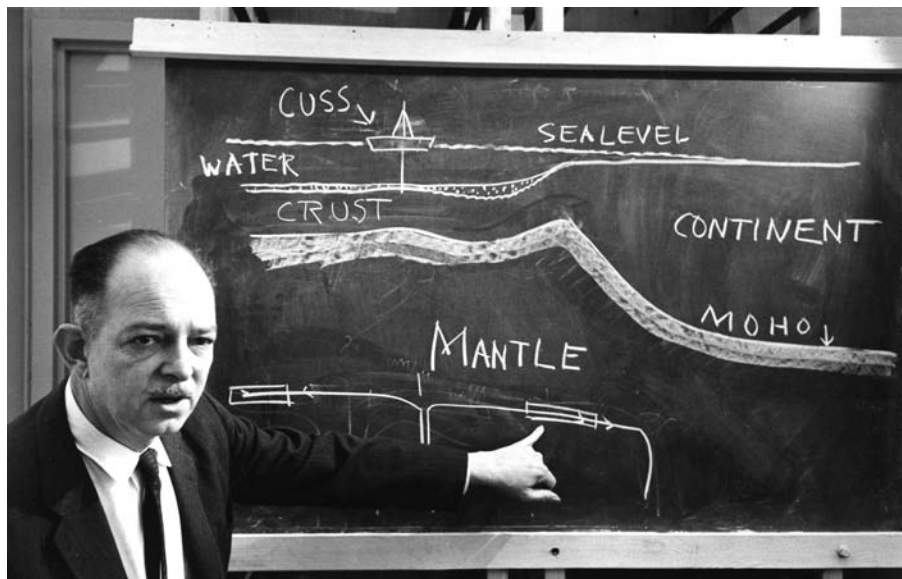 CUSS
SEALEVEL
WATER
CRUST
CONTINENT
MOHO
MANTLE